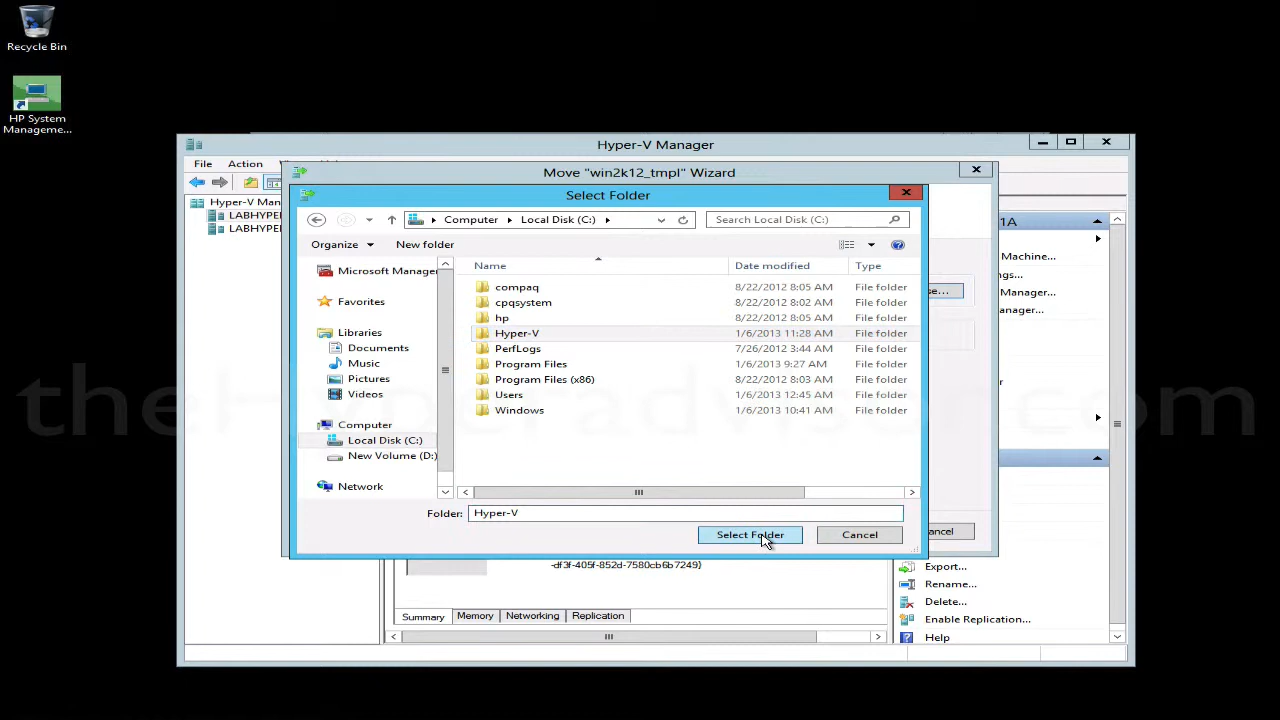 Recycle Bin
HP System
Manageme...
Hyper-V Manager
File Action
Move "win2k12_tmpl" Wizard
Select Folder
Computer Local Disk (C:)
Search Local Disk (C:)
Organize New folder
Hyper-V Man
LABHYPE
LABHYPE
Microsoft Manage
Favorites
Libraries
Documents
Music
Pictures
Videos
Computer
Local Disk (C:)
New Volume (D:)
Network
Name Date modified Type
compaq 8/22/2012 8:05 AM File folder
cpqsystem 8/22/2012 8:02 AM File folder
hp 8/22/2012 8:05 AM File folder
Hyper-V 1/6/2013 11:28 AM File folder
PerfLogs 7/26/2012 3:44 AM File folder
Program Files 1/6/2013 9:27 AM File folder
Program Files (x86) 8/22/2012 8:03 AM File folder
Users 1/6/2013 12:45 AM File folder
Windows 1/6/2013 10:41 AM File folder
Folder: Hyper-V
Select Folder Cancel
se...
ancel
1A
Machine...
ngs...
Manager...
anager...
-df3f-405f-852d-7580cb6b7249)
Summary Memory Networking Replication
Export...
Rename...
Delete...
Enable Replication...
Help